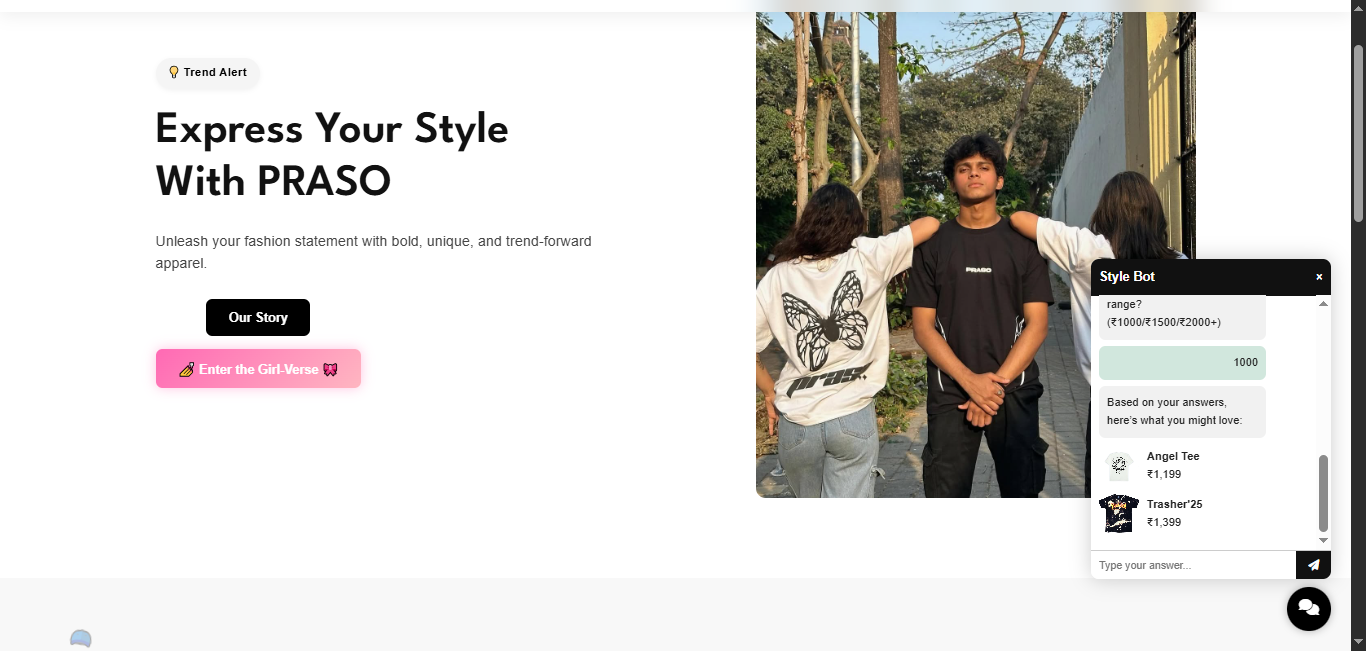 💡 Trend Alert
Express Your Style
With PRASO
Unleash your fashion statement with bold, unique, and trend-forward
apparel.
Our Story
💅 Enter the Girl-Verse 🎀
PRASO
pras.
Style Bot
×
range?
(₹1000/₹1500/₹2000+)
1000
Based on your answers,
here's what you might love:
Angel Tee
₹1,199
Trasher'25
₹1,399
Type your answer...